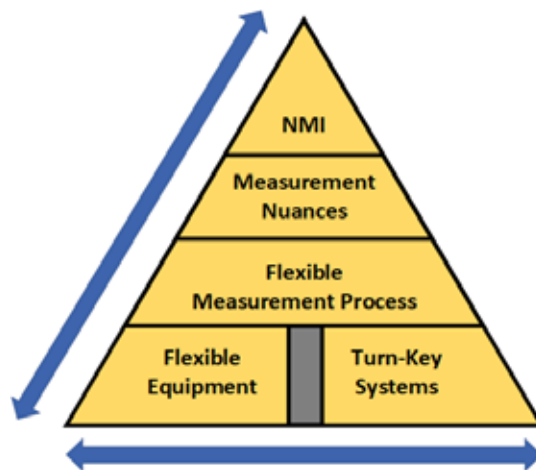 NMI
Measurement
Nuances
Flexible
Measurement Process
Flexible
Equipment
Turn-Key
Systems